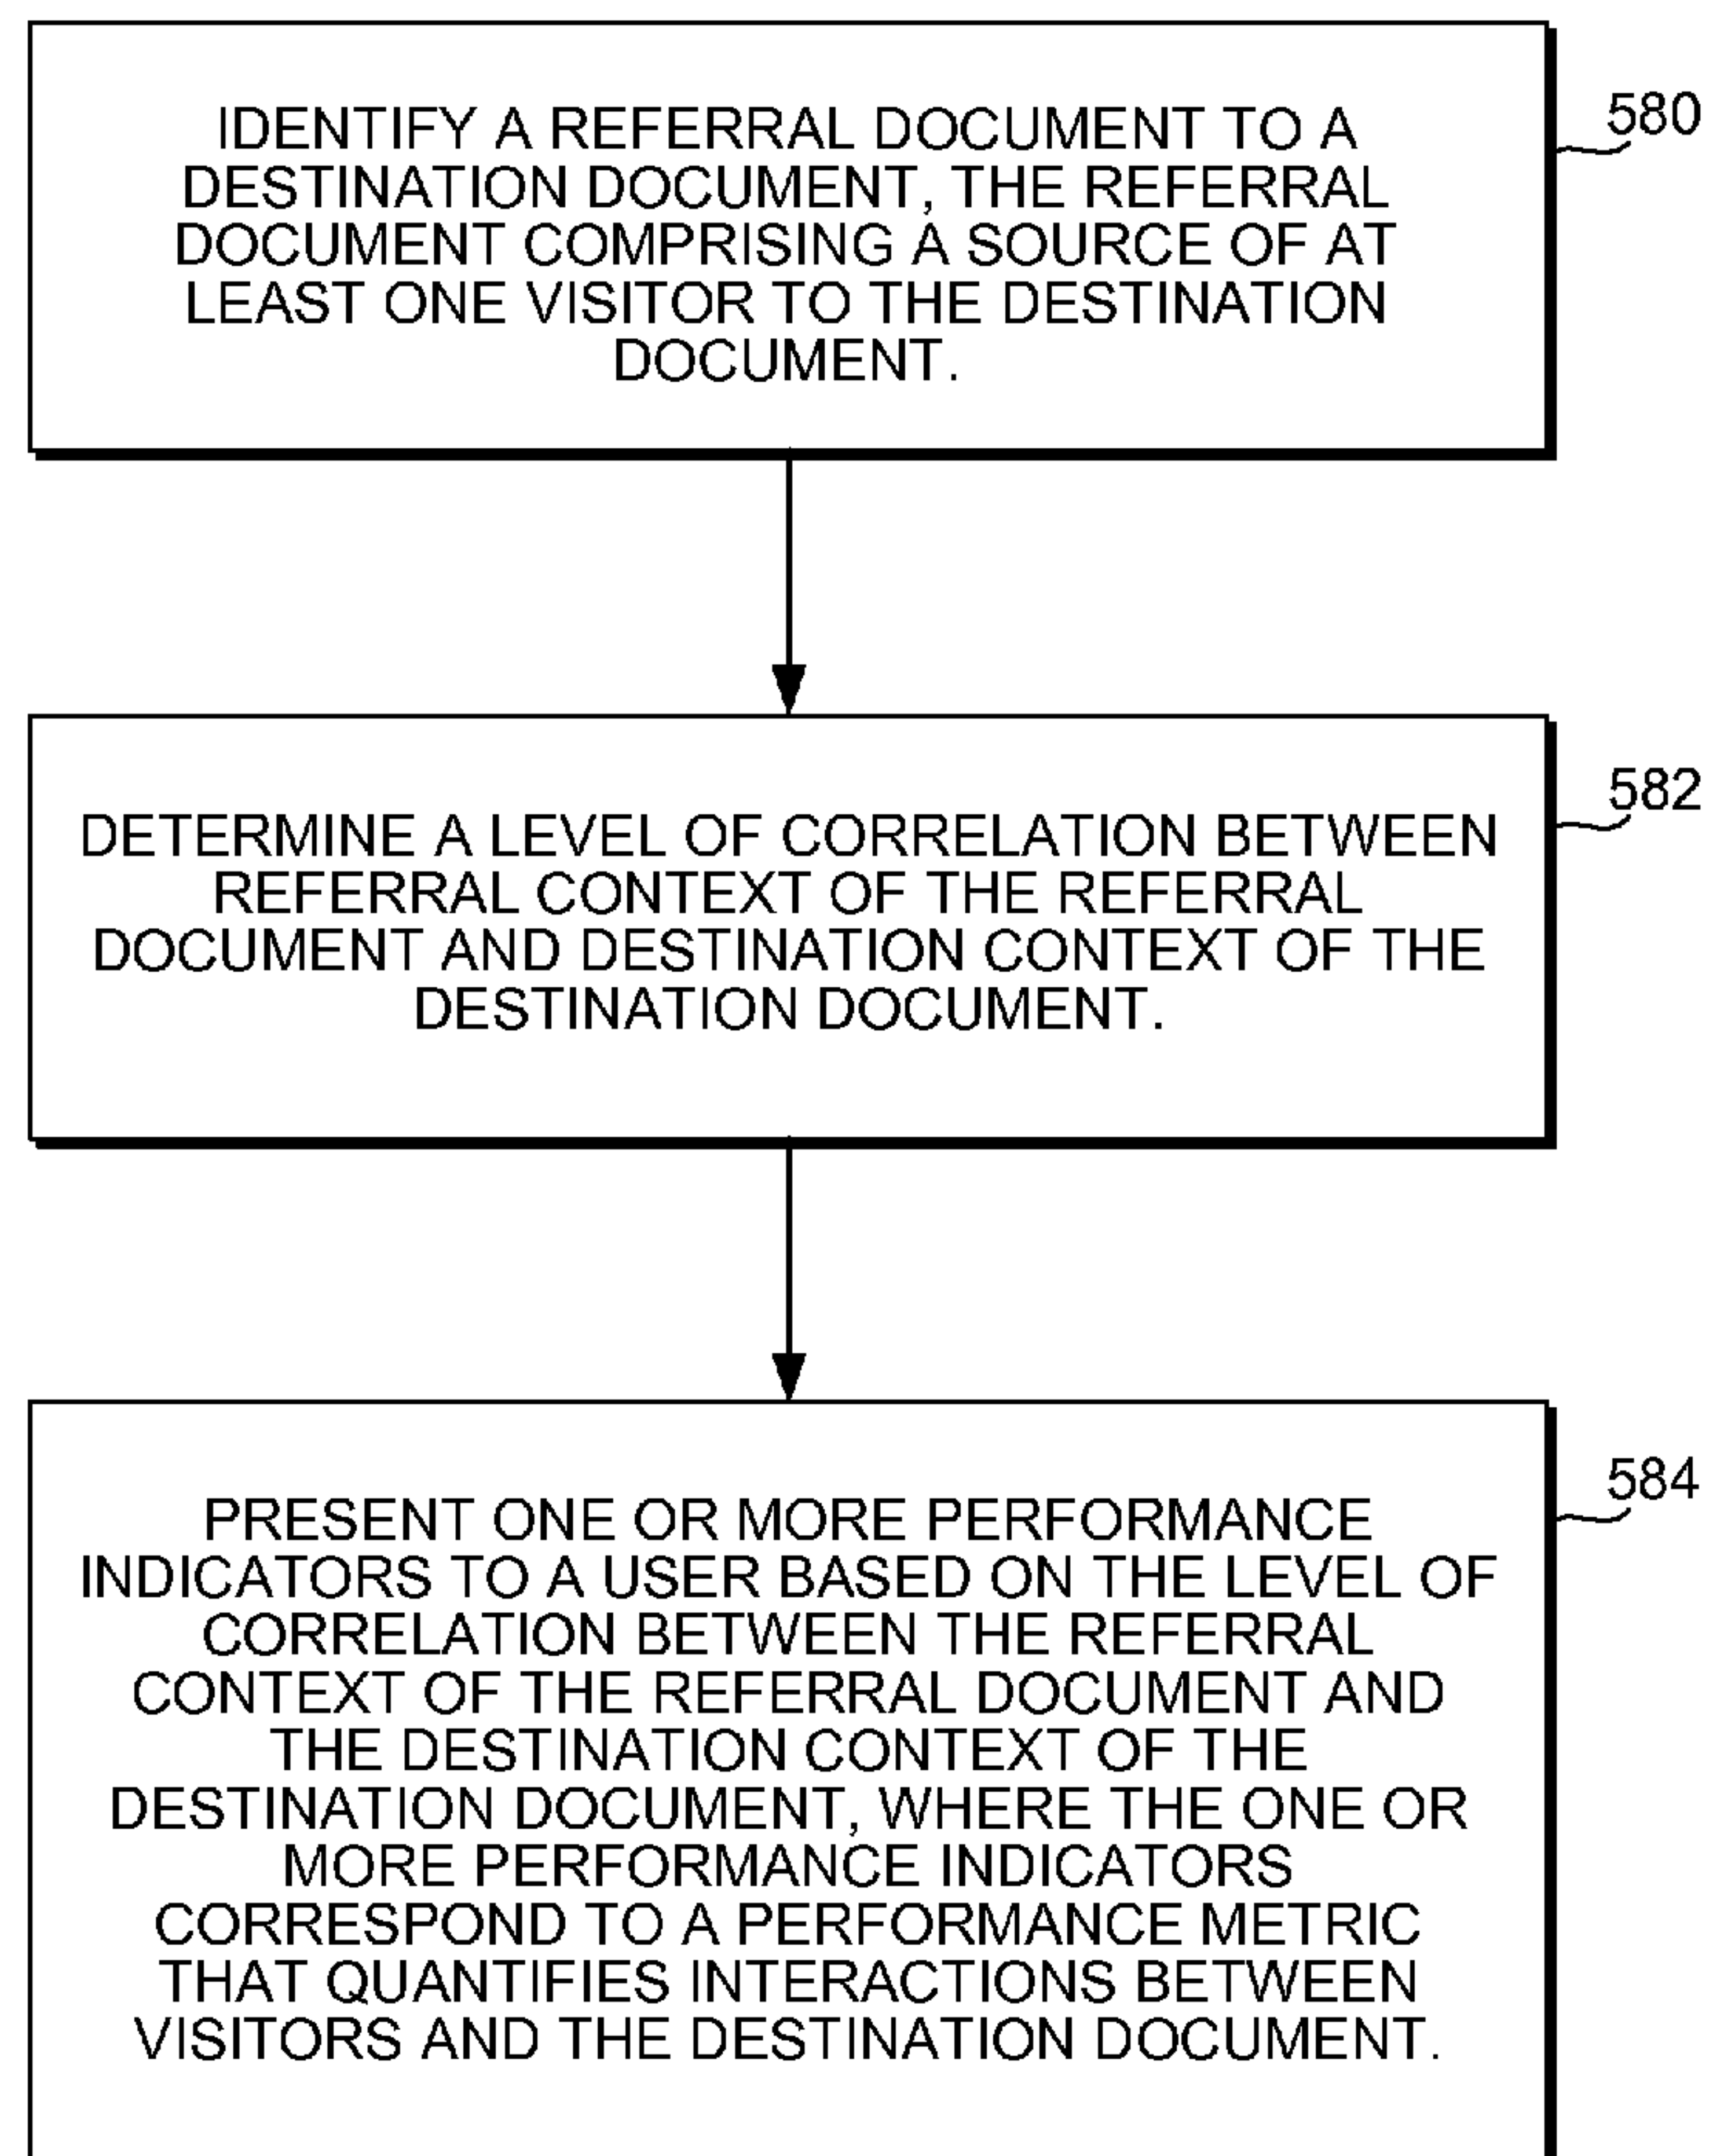 IDENTIFY A REFERRAL DOCUMENT TO A
DESTINATION DOCUMENT, THE REFERRAL
DOCUMENT COMPRISING A SOURCE OF AT
LEAST ONE VISITOR TO THE DESTINATION
DOCUMENT.
580
DETERMINE A LEVEL OF CORRELATION BETWEEN
REFERRAL CONTEXT OF THE REFERRAL
DOCUMENT AND DESTINATION CONTEXT OF THE
DESTINATION DOCUMENT.
582
PRESENT ONE OR MORE PERFORMANCE
INDICATORS TO A USER BASED ON THE LEVEL OF
CORRELATION BETWEEN THE REFERRAL
CONTEXT OF THE REFERRAL DOCUMENT AND
THE DESTINATION CONTEXT OF THE
DESTINATION DOCUMENT, WHERE THE ONE OR
MORE PERFORMANCE INDICATORS
CORRESPOND TO A PERFORMANCE METRIC
THAT QUANTIFIES INTERACTIONS BETWEEN
VISITORS AND THE DESTINATION DOCUMENT.
584